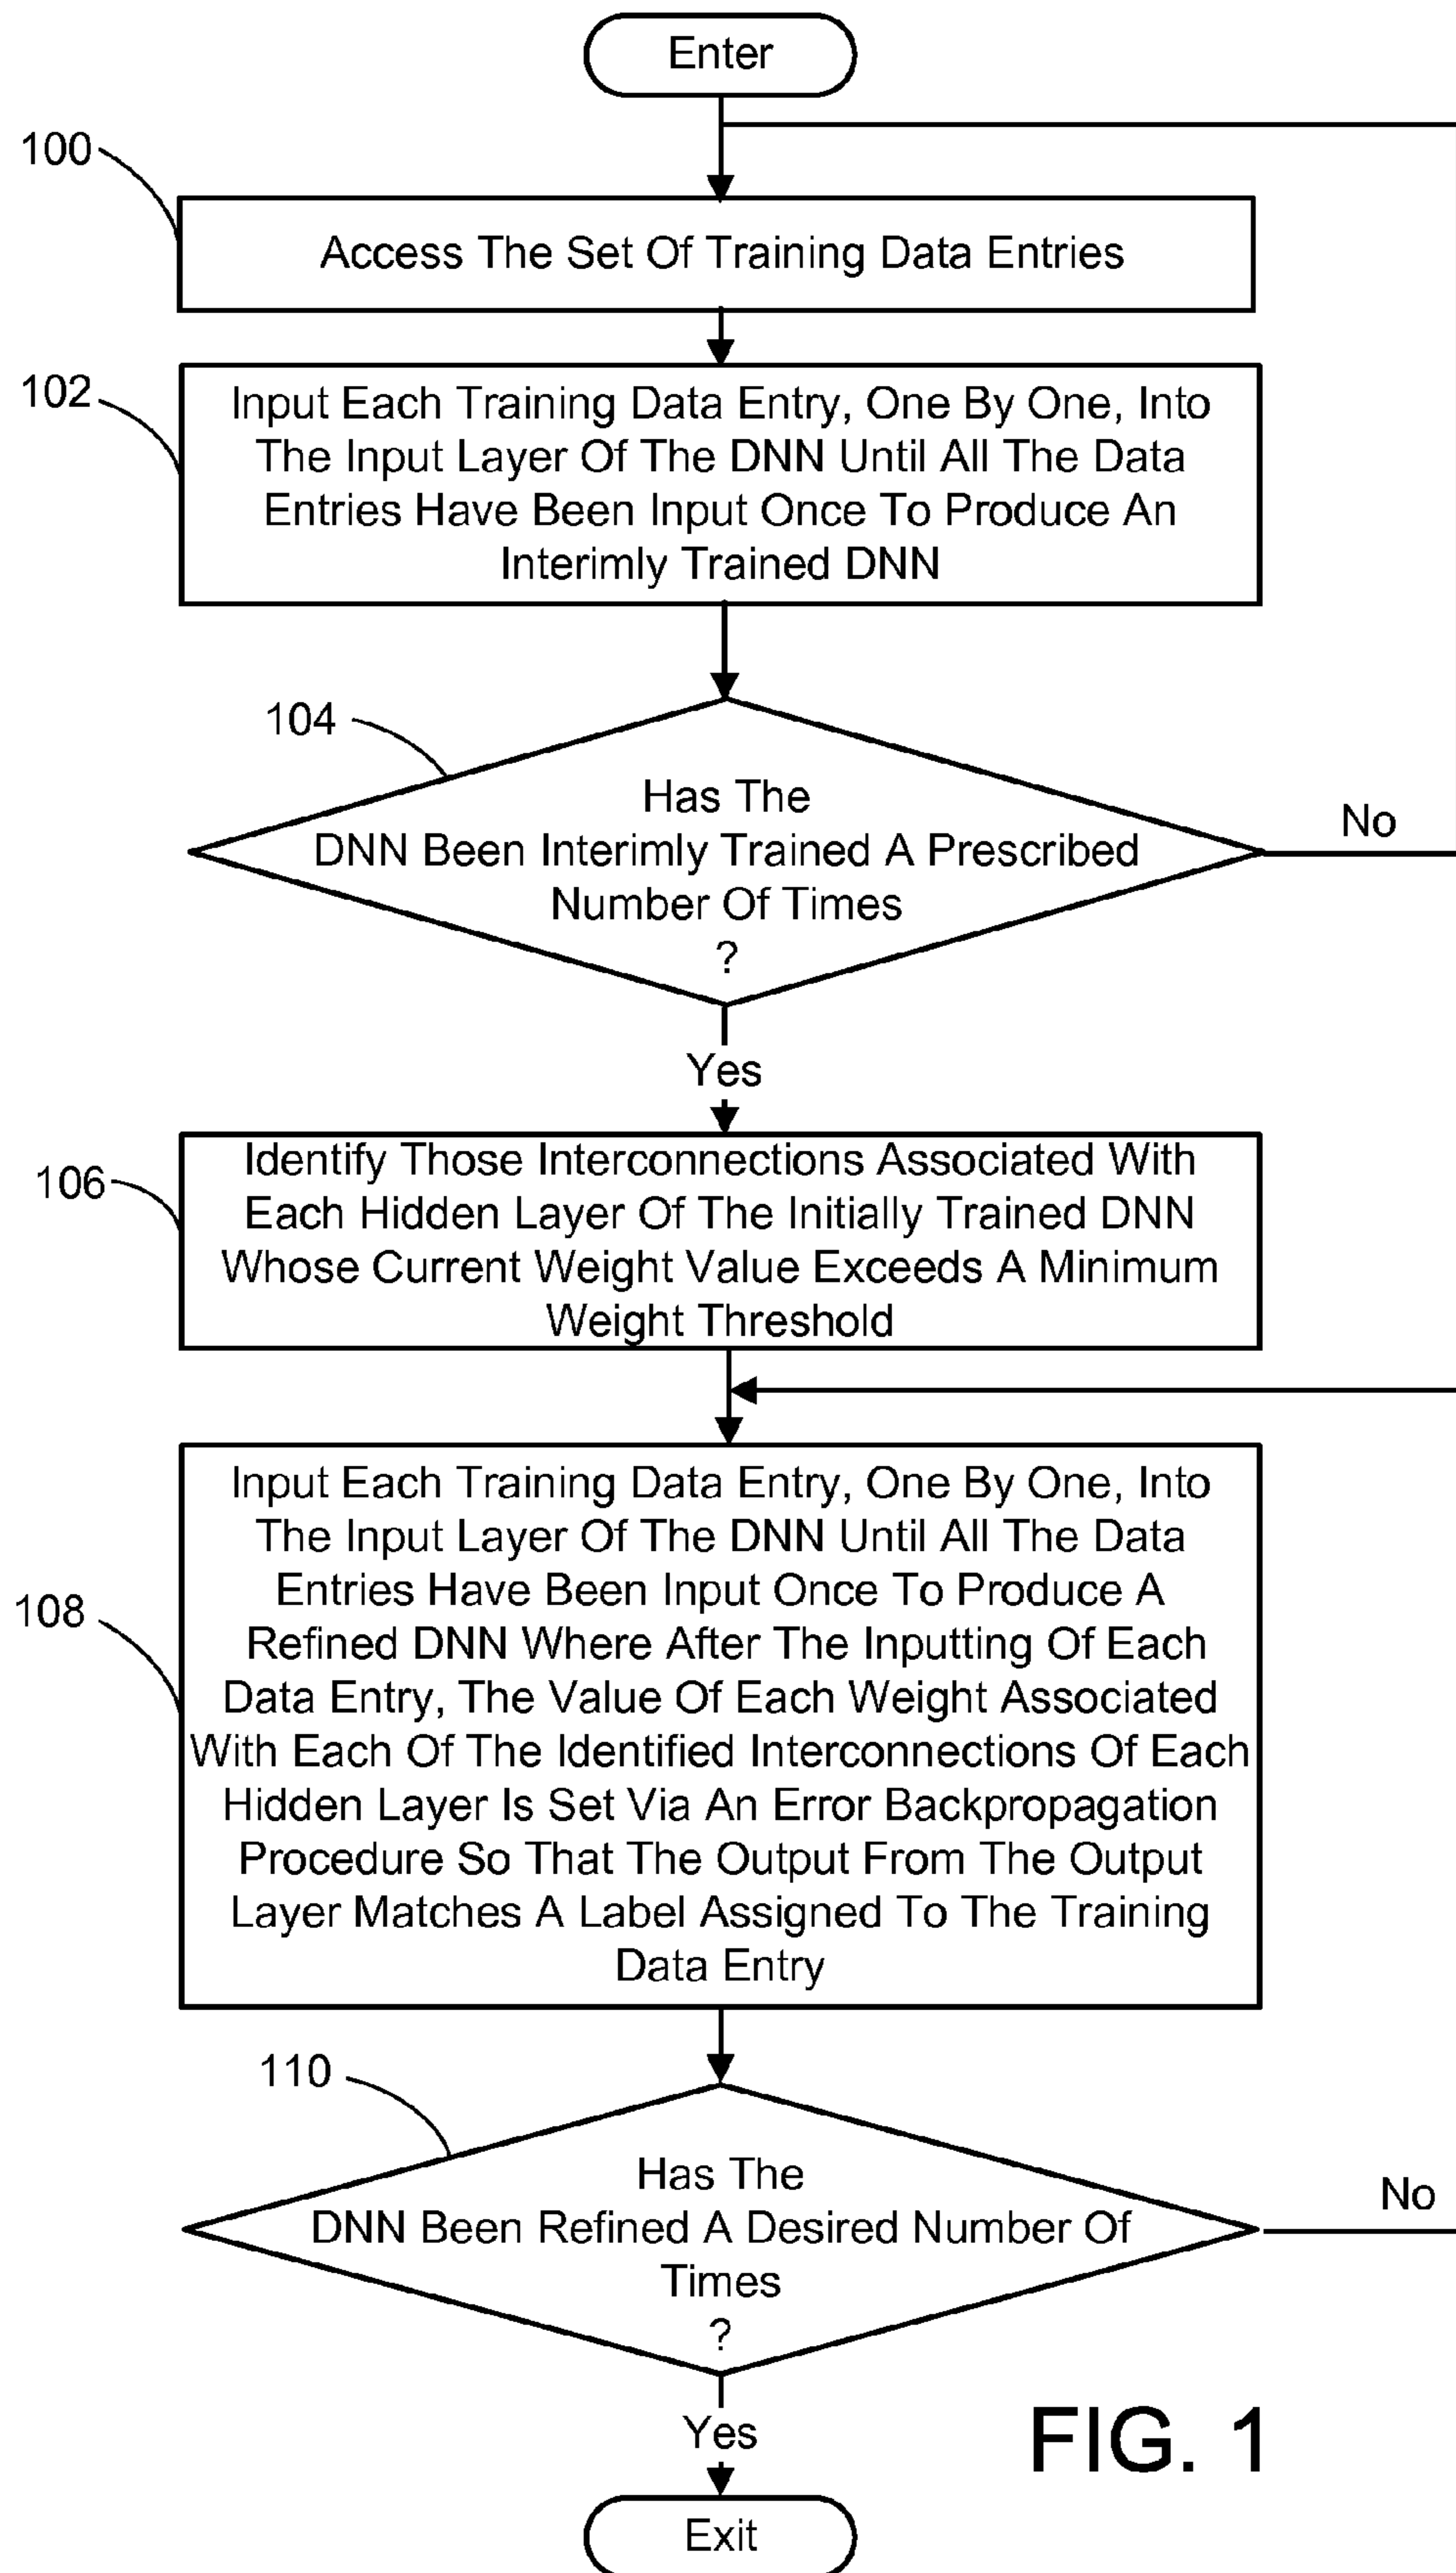 Enter
100
Access The Set Of Training Data Entries
102
Input Each Training Data Entry, One By One, Into
The Input Layer Of The DNN Until All The Data
Entries Have Been Input Once To Produce An
Interimly Trained DNN
104
Has The
DNN Been Interimly Trained A Prescribed
Number Of Times
?
No
Yes
106
Identify Those Interconnections Associated With
Each Hidden Layer Of The Initially Trained DNN
Whose Current Weight Value Exceeds A Minimum
Weight Threshold
108
Input Each Training Data Entry, One By One, Into
The Input Layer Of The DNN Until All The Data
Entries Have Been Input Once To Produce A
Refined DNN Where After The Inputting Of Each
Data Entry, The Value Of Each Weight Associated
With Each Of The Identified Interconnections Of Each
Hidden Layer Is Set Via An Error Backpropagation
Procedure So That The Output From The Output
Layer Matches A Label Assigned To The Training
Data Entry
110
Has The
DNN Been Refined A Desired Number Of
Times
?
No
Yes
FIG. 1
Exit